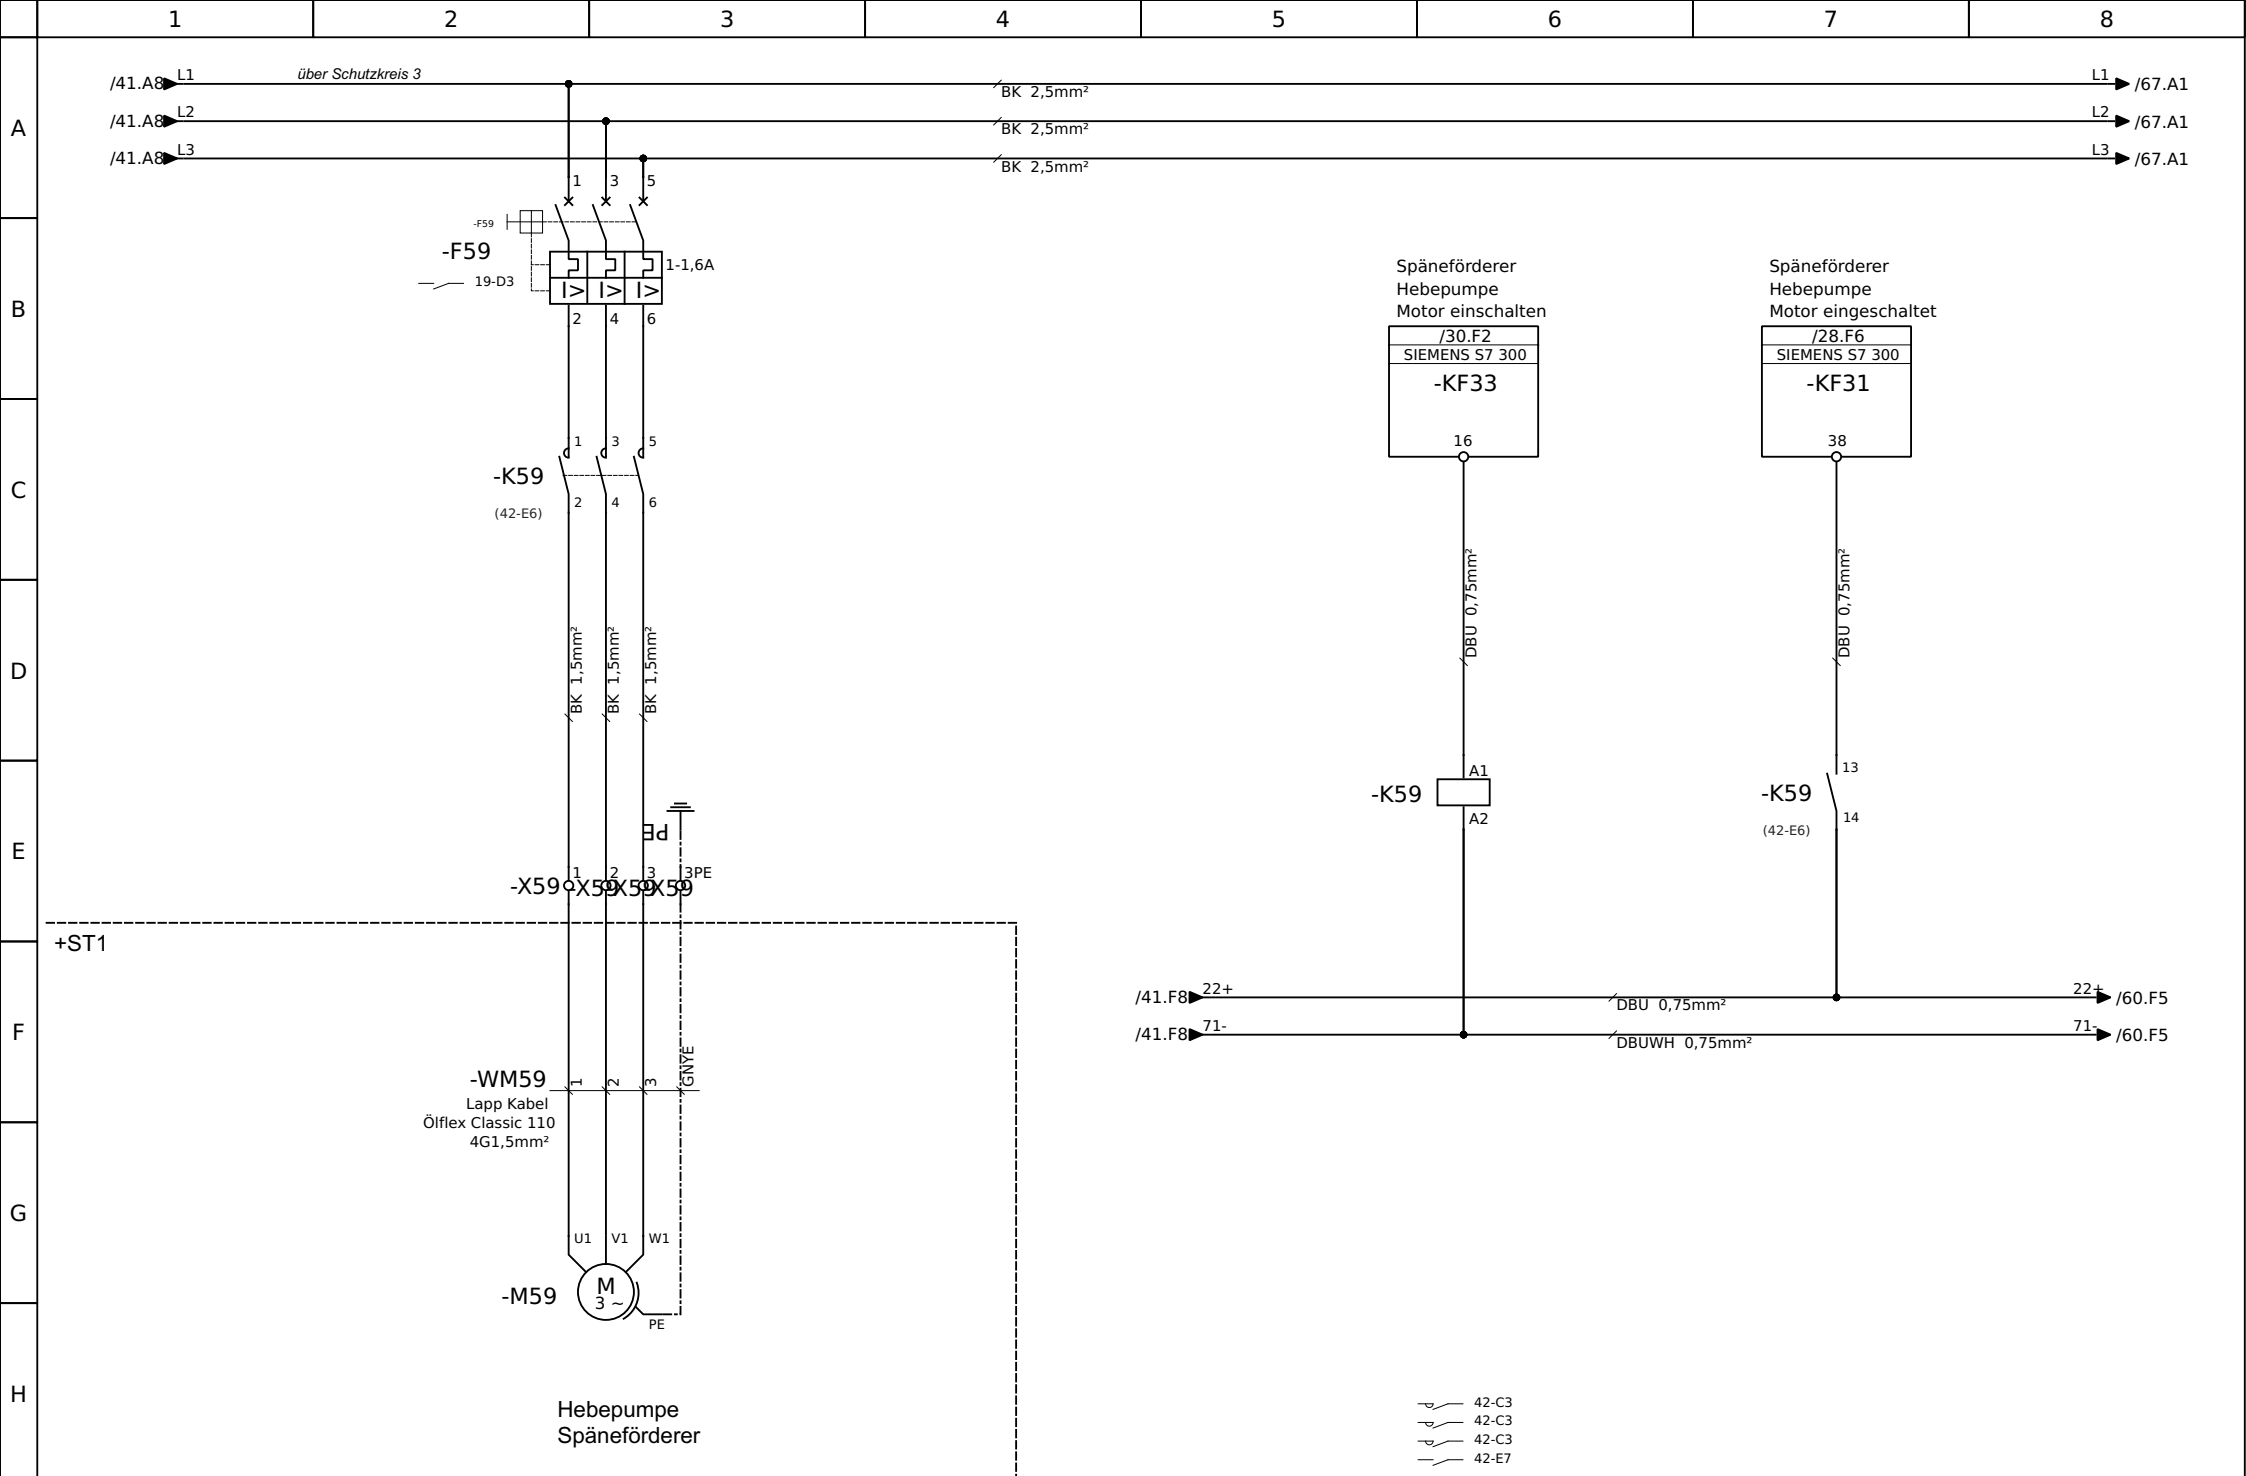 1 2 3 4 5 6 7 8
A
B
C
D
E
F
G
H
/41.A8 L1 über Schutzkreis 3 BK 2,5mm² L1 /67.A1
/41.A8 L2 BK 2,5mm² L2 /67.A1
/41.A8 L3 BK 2,5mm² L3 /67.A1
1 3 5
-F59
-F59
19-D3
1-1,6A
I> I> I>
2 4 6
1 3 5
-K59
2 4 6
(42-E6)
BK 1,5mm²
BK 1,5mm²
BK 1,5mm²
PE
1 2 3 3PE
-X59 -X59 -X59 -X59
+ST1
-WM59
1 2 3 GNYE
Lapp Kabel
Ölflex Classic 110
4G1,5mm²
U1 V1 W1
-M59
M
3 ~
PE
Hebepumpe
Späneförderer
Späneförderer
Hebepumpe
Motor einschalten
/30.F2
SIEMENS S7 300
-KF33
16
DBU 0,75mm²
A1
-K59
A2
Späneförderer
Hebepumpe
Motor eingeschaltet
/28.F6
SIEMENS S7 300
-KF31
38
DBU 0,75mm²
13
-K59
14
(42-E6)
/41.F8 22+ DBU 0,75mm² 22+ /60.F5
/41.F8 71- DBUWH 0,75mm² 71- /60.F5
42-C3
42-C3
42-C3
42-E7